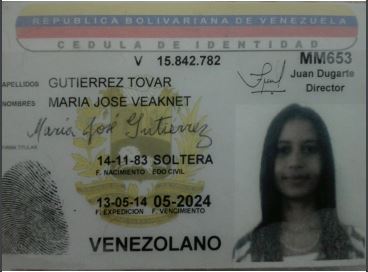 REPUBLICA BOLIVARIANA DE VENEZUELA
CEDULA DE IDENTIDAD
V 15.842.782
MM653
Juan Dugarte
Director
APELLIDOS GUTIERREZ TOVAR
NOMBRES MARIA JOSE VEAKNET
María José Gutierrez
FIRMA TITULAR
14-11-83 SOLTERA
F. NACIMIENTO EDO CIVIL
13-05-14 05-2024
F. EXPEDICION F. VENCIMIENTO
VENEZOLANO